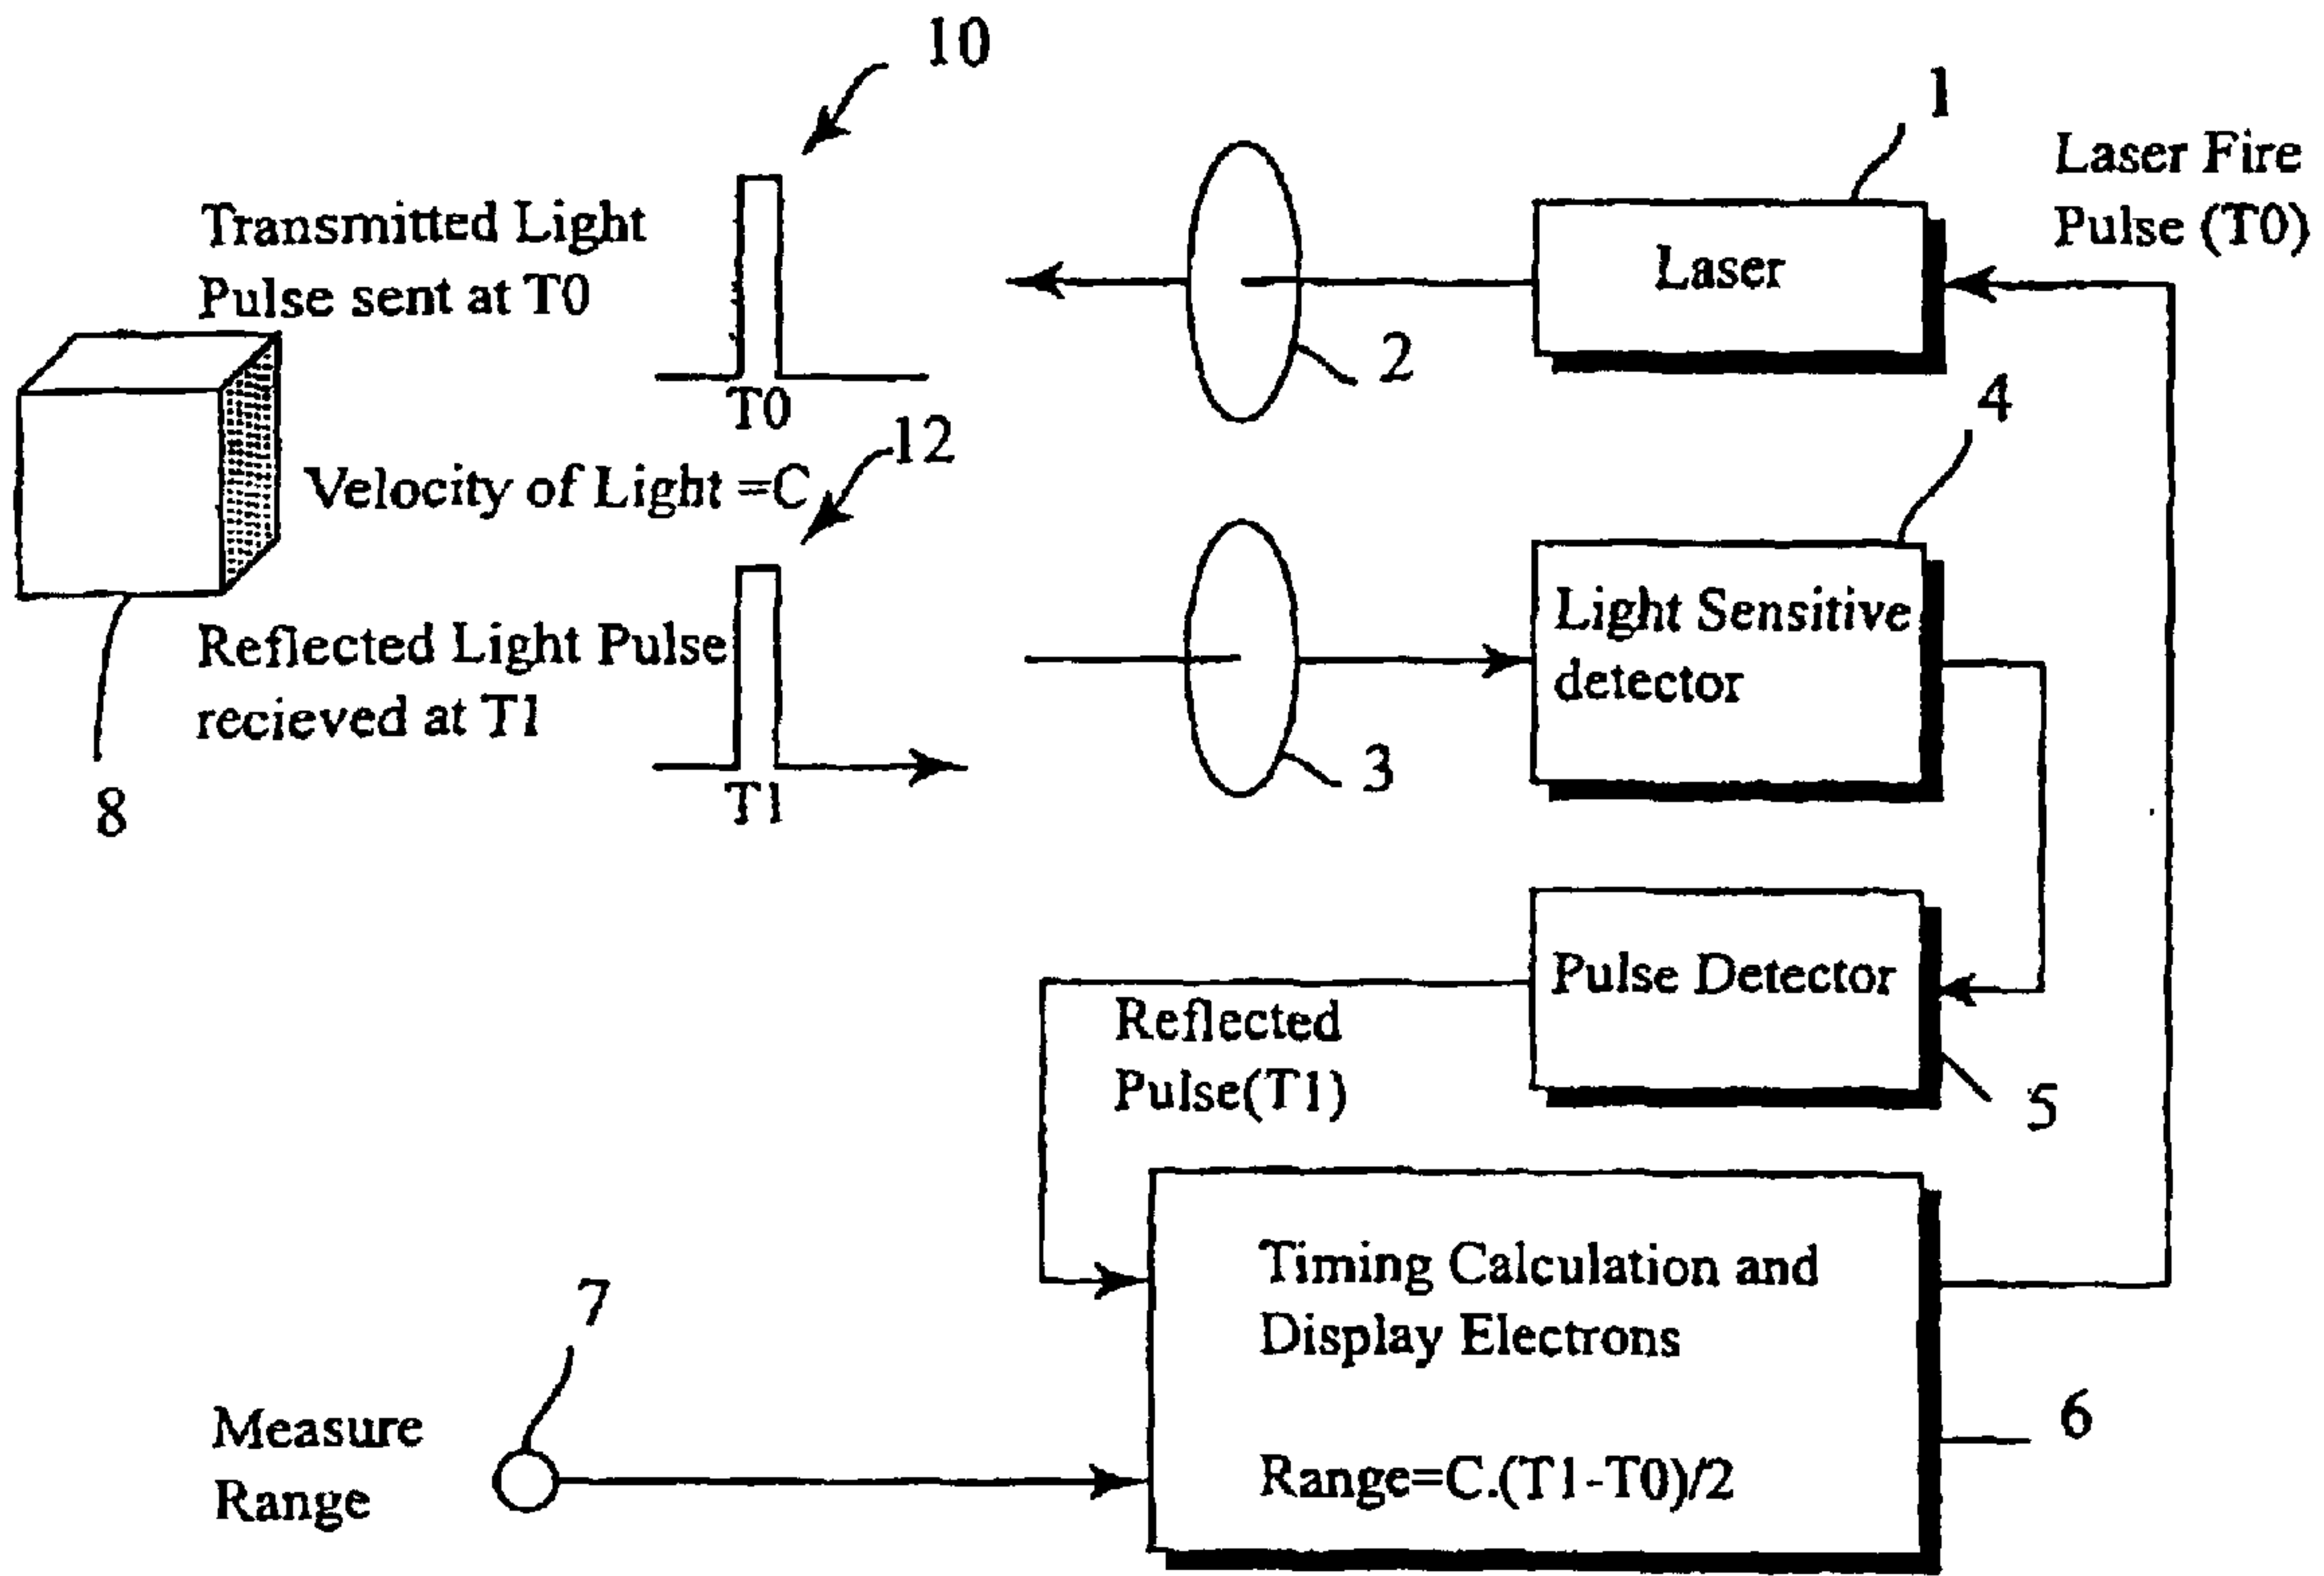 10
1
Laser Fire
Pulse (T0)
Transmitted Light
Pulse sent at T0
Laser
2
T0
4
12
Velocity of Light =C
Light Sensitive
detector
Reflected Light Pulse
recieved at T1
3
T1
8
Pulse Detector
Reflected
Pulse(T1)
5
Timing Calculation and
Display Electrons
7
6
Measure
Range
Range=C.(T1-T0)/2